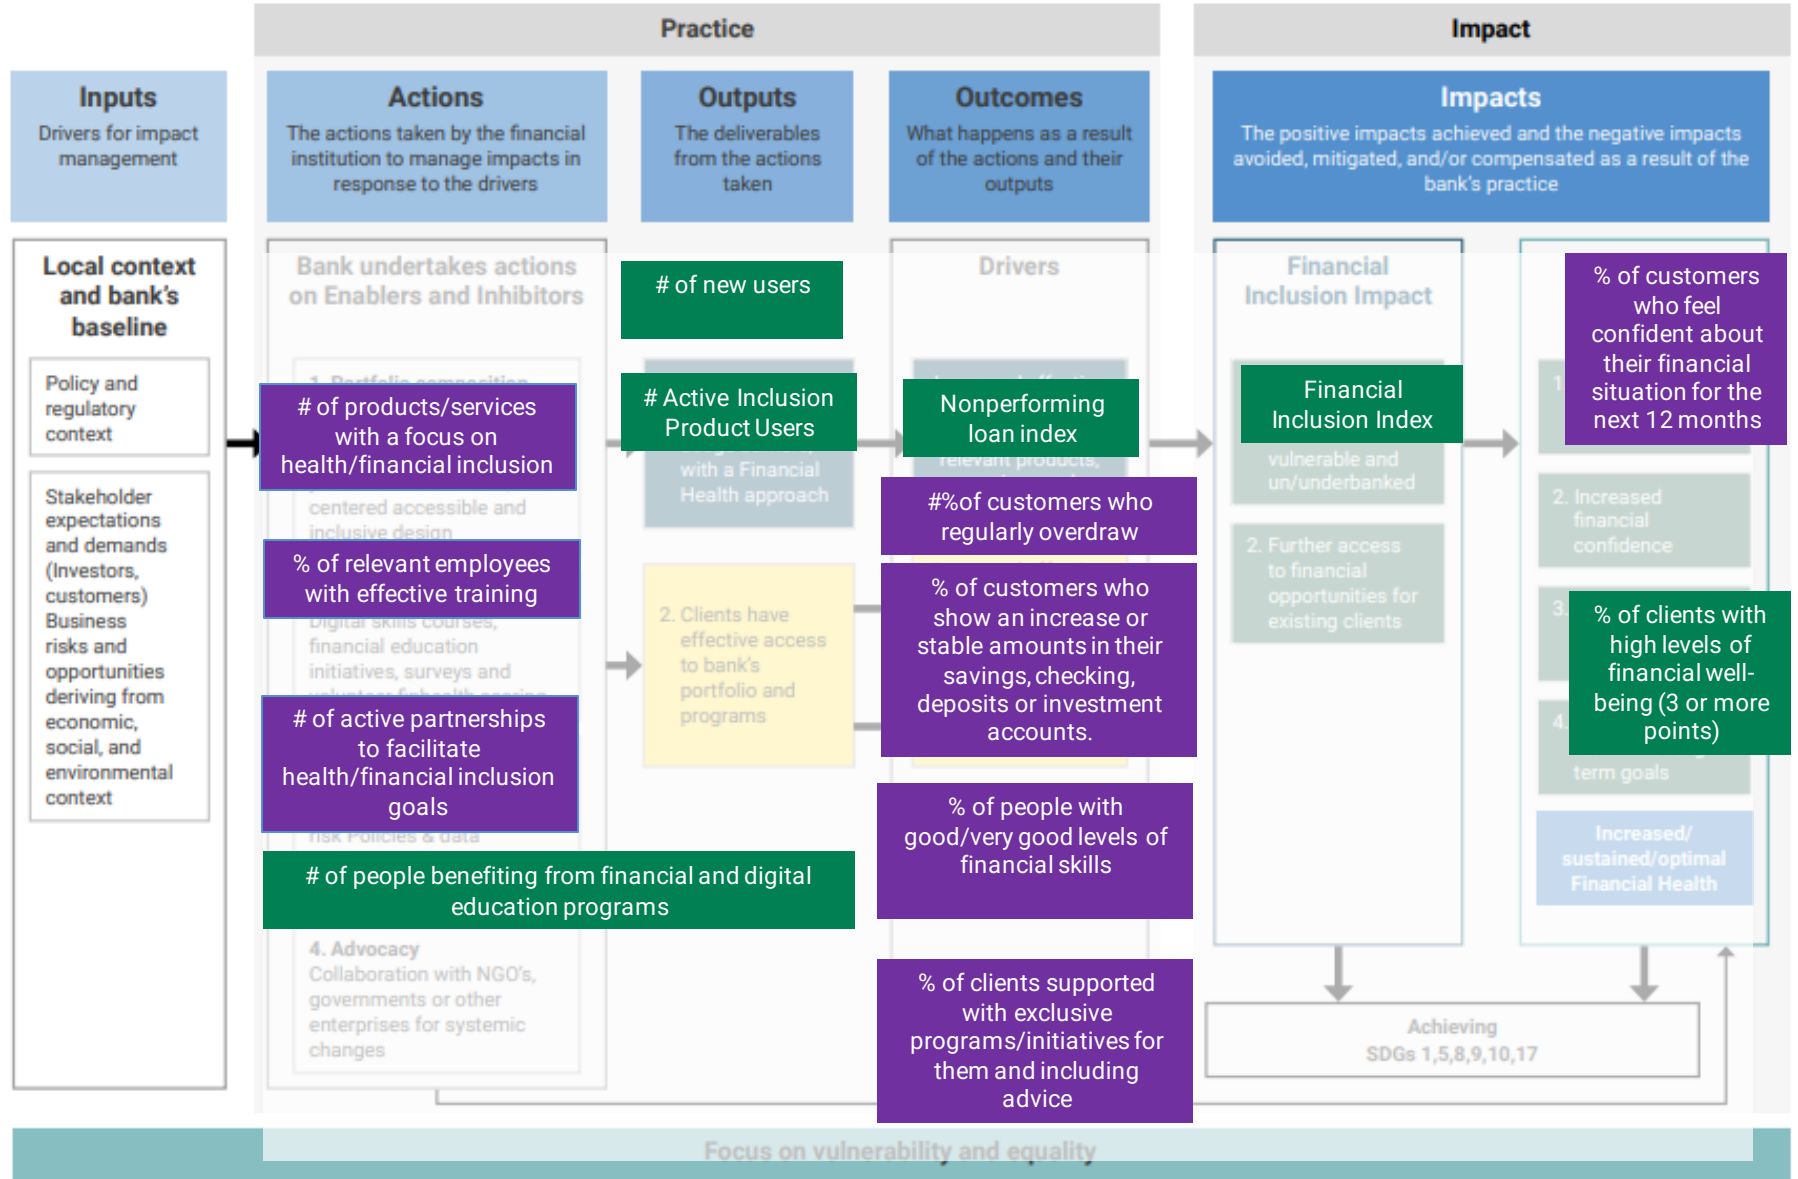 Practice
Impact
Inputs
Drivers for impact
management
Actions
The actions taken by the financial
institution to manage impacts in
response to the drivers
Outputs
The deliverables
from the actions
taken
Outcomes
What happens as a result
of the actions and their
outputs
Impacts
The positive impacts achieved and the negative impacts
avoided, mitigated, and/or compensated as a result of the
bank's practice
Local context
and bank's
baseline
Policy and
regulatory
context
Stakeholder
expectations
and demands
(Investors,
customers)
Business
risks and
opportunities
deriving from
economic,
social, and
environmental
context
Bank undertakes actions
on Enablers and Inhibitors
1. Portfolio composition
# of products/services
with a focus on
health/financial inclusion
centered accessible and
inclusive design
% of relevant employees
with effective training
Digital skills courses,
financial education
initiatives, surveys and
# of active partnerships
to facilitate
health/financial inclusion
goals
risk Policies & data
# of people benefiting from financial and digital
education programs
4. Advocacy
Collaboration with NGO's,
governments or other
enterprises for systemic
changes
# of new users
# Active Inclusion
Product Users
with a Financial
Health approach
2. Clients have
effective access
to bank's
portfolio and
programs
Drivers
Nonperforming
loan index
relevant products,
#%of customers who
regularly overdraw
% of customers who
show an increase or
stable amounts in their
savings, checking,
deposits or investment
accounts.
% of people with
good/very good levels of
financial skills
% of clients supported
with exclusive
programs/initiatives for
them and including
advice
Financial
Inclusion Impact
Financial
Inclusion Index
vulnerable and
un/underbanked
2. Further access
to financial
opportunities for
existing clients
% of customers
who feel
confident about
their financial
situation for the
next 12 months
1.
2. Increased
financial
confidence
3.
% of clients with
high levels of
financial well-
being (3 or more
points)
4.
term goals
Increased/
sustained/optimal
Financial Health
Achieving
SDGs 1,5,8,9,10,17
Focus on vulnerability and equality